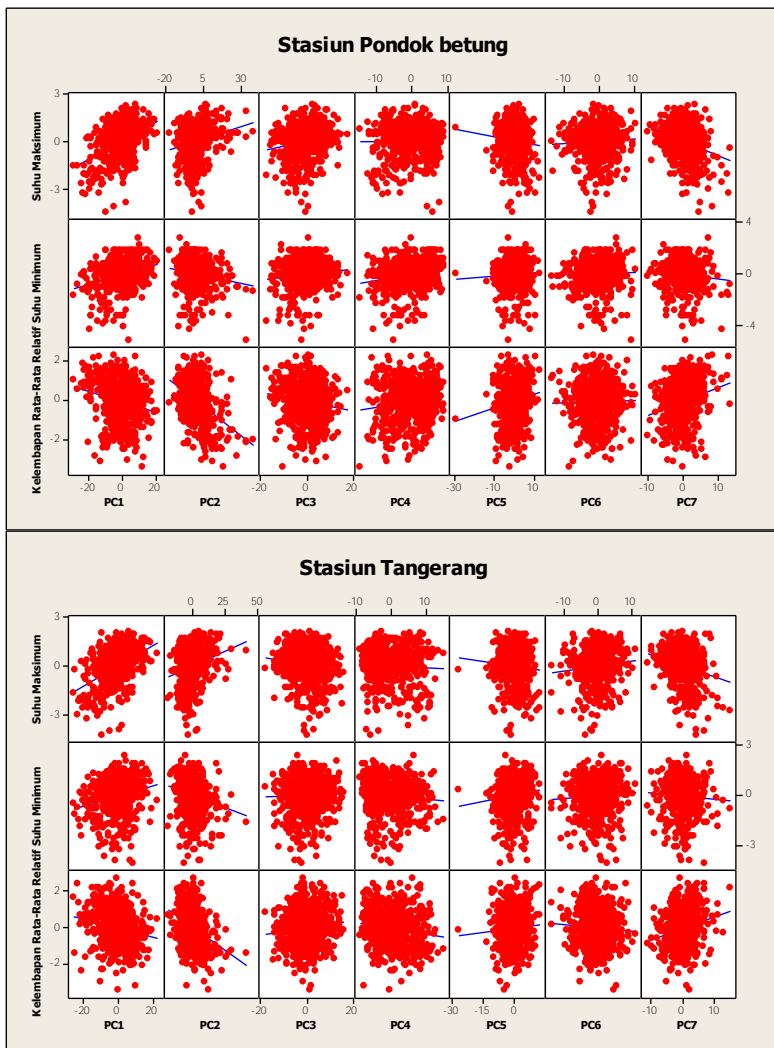 Stasiun Pondok betung
-20 5 30 -10 0 10 -10 0 10
3
0
-3
Suhu Maksimum
4
0
-4
Kelembapan Rata-Rata Relatif Suhu Minimum
2
0
-2
-20 0 20 -20 0 20 -30 -15 0 10 -10 0 10
PC1 PC2 PC3 PC4 PC5 PC6 PC7
Stasiun Tangerang
0 25 50 -10 0 10 -10 0 10
3
0
-3
Suhu Maksimum
3
0
-3
Kelembapan Rata-Rata Relatif Suhu Minimum
2
0
-2
-20 0 20 -20 0 20 -30 -15 0 -10 0 10
PC1 PC2 PC3 PC4 PC5 PC6 PC7